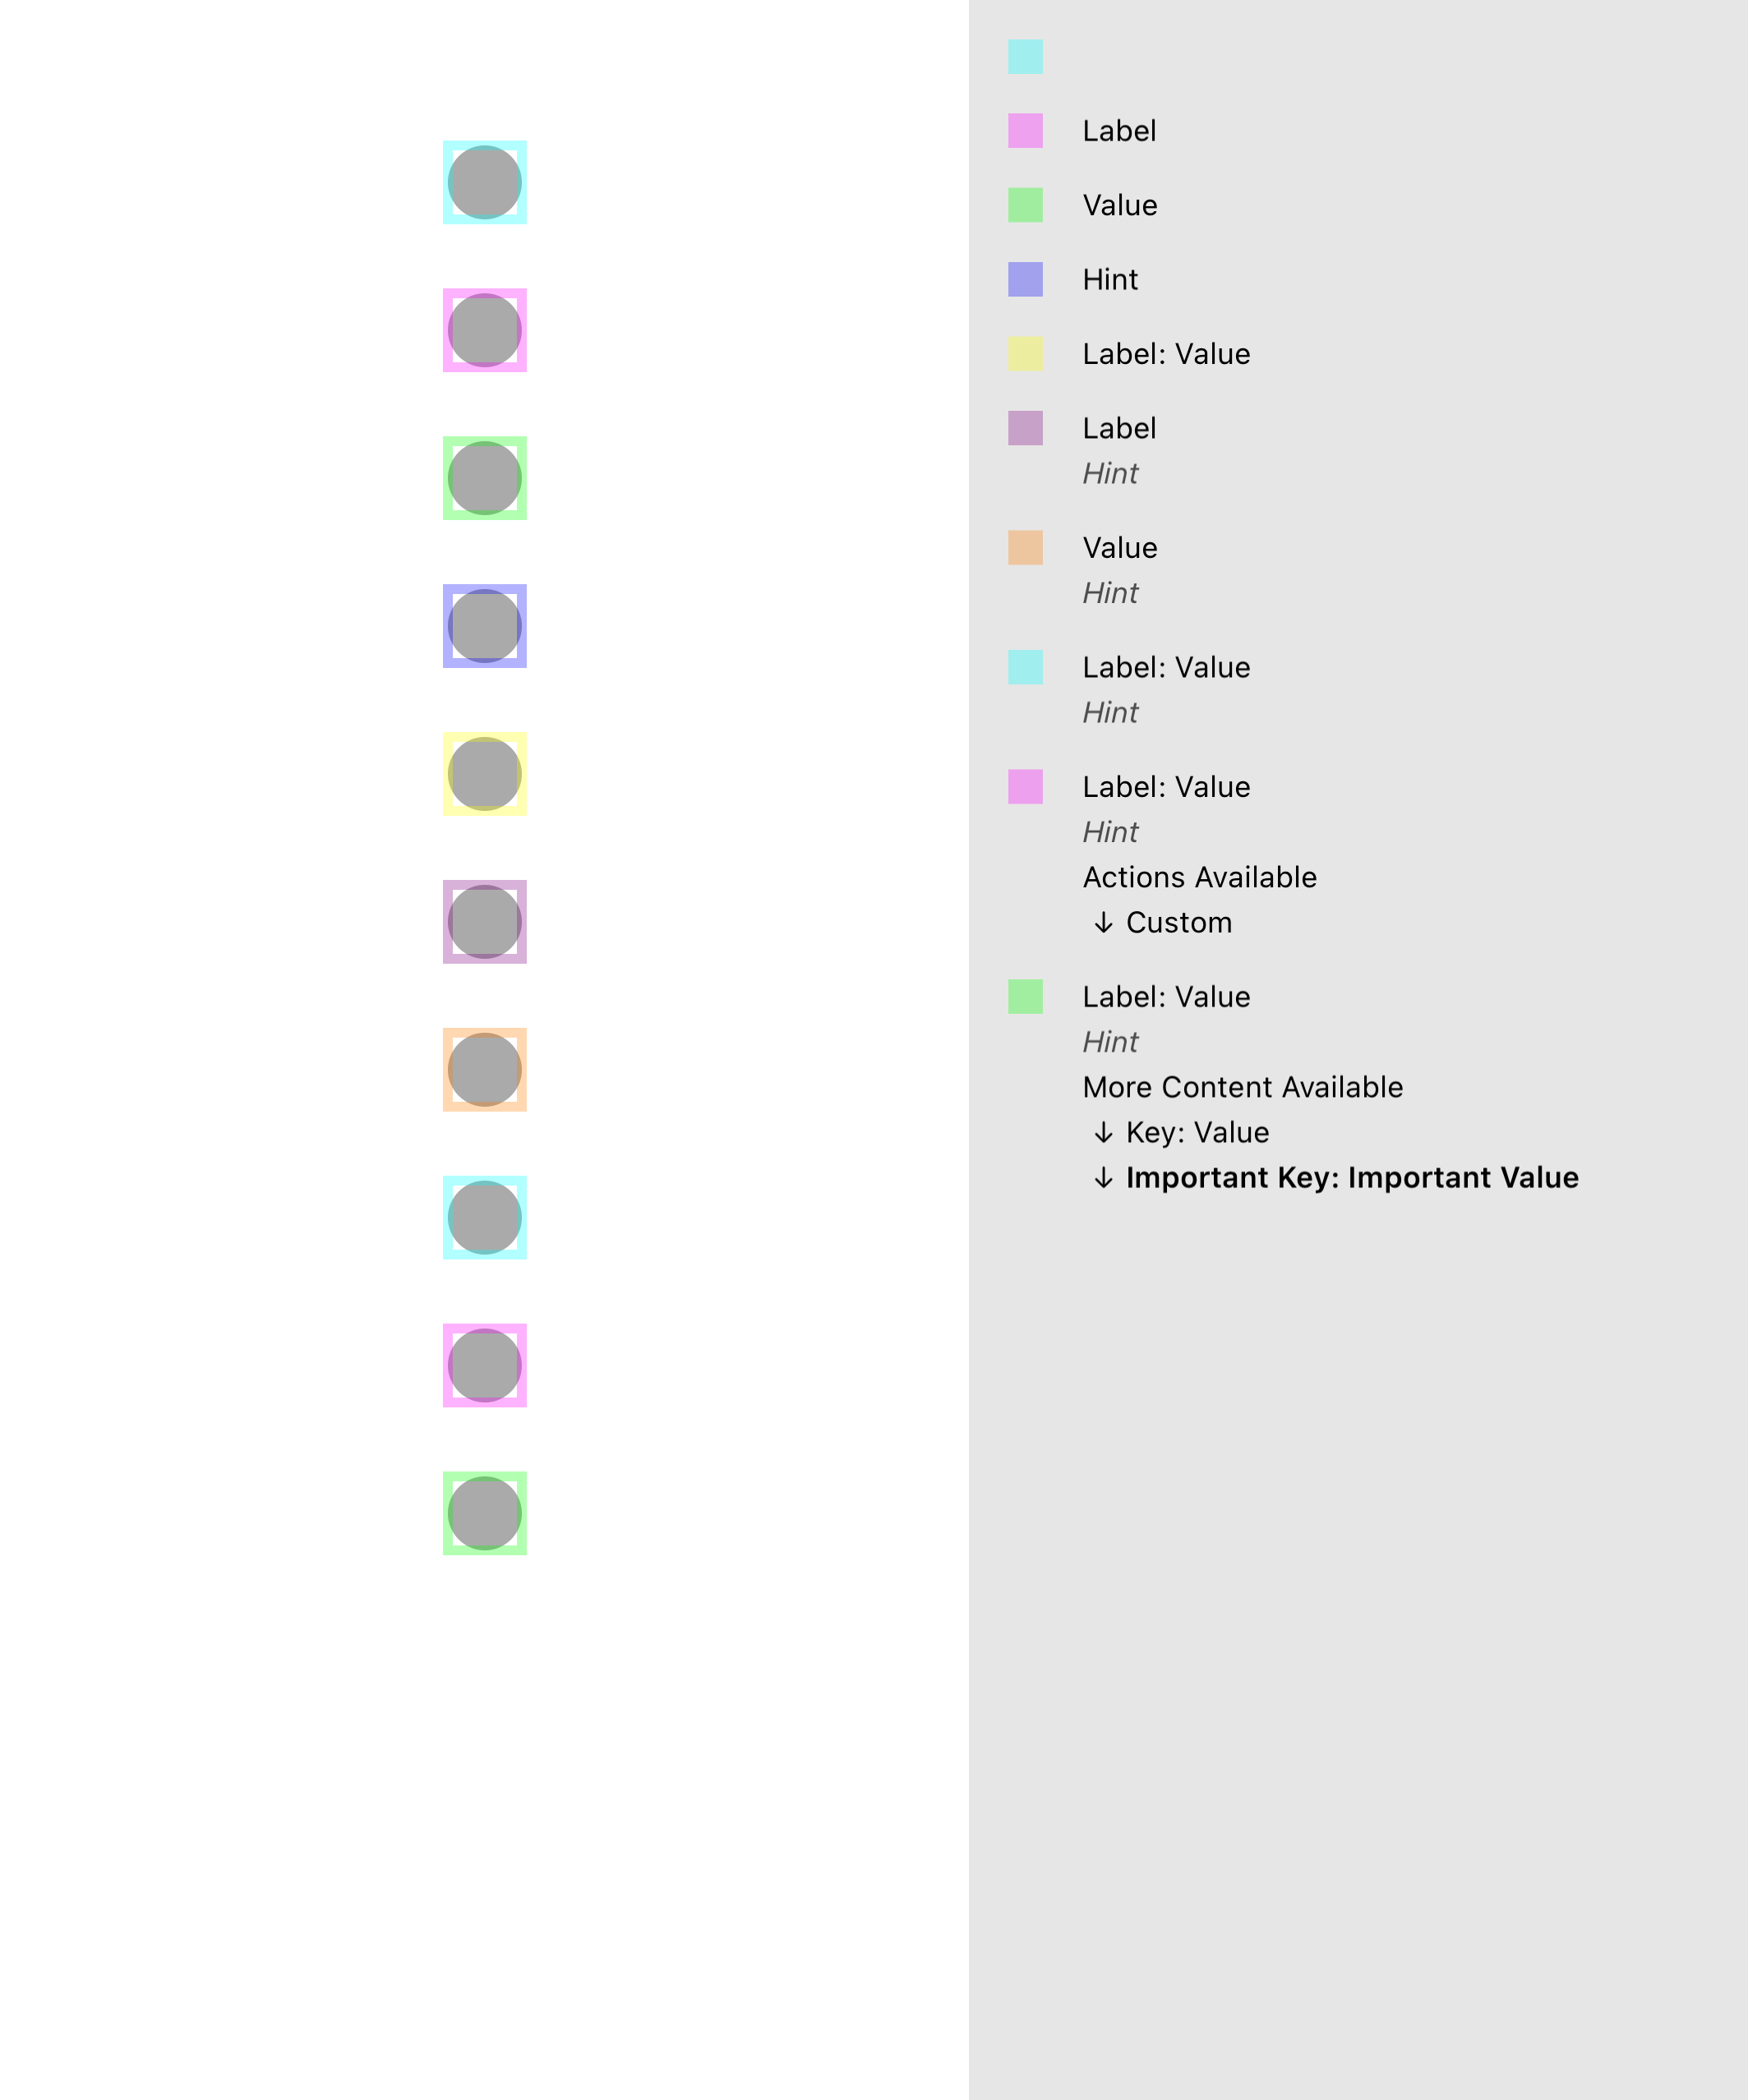 Label
Value
Hint
Label: Value
Label
Hint
Value
Hint
Label: Value
Hint
Label: Value
Hint
Actions Available
↓ Custom
Label: Value
Hint
More Content Available
↓ Key: Value
↓ Important Key: Important Value